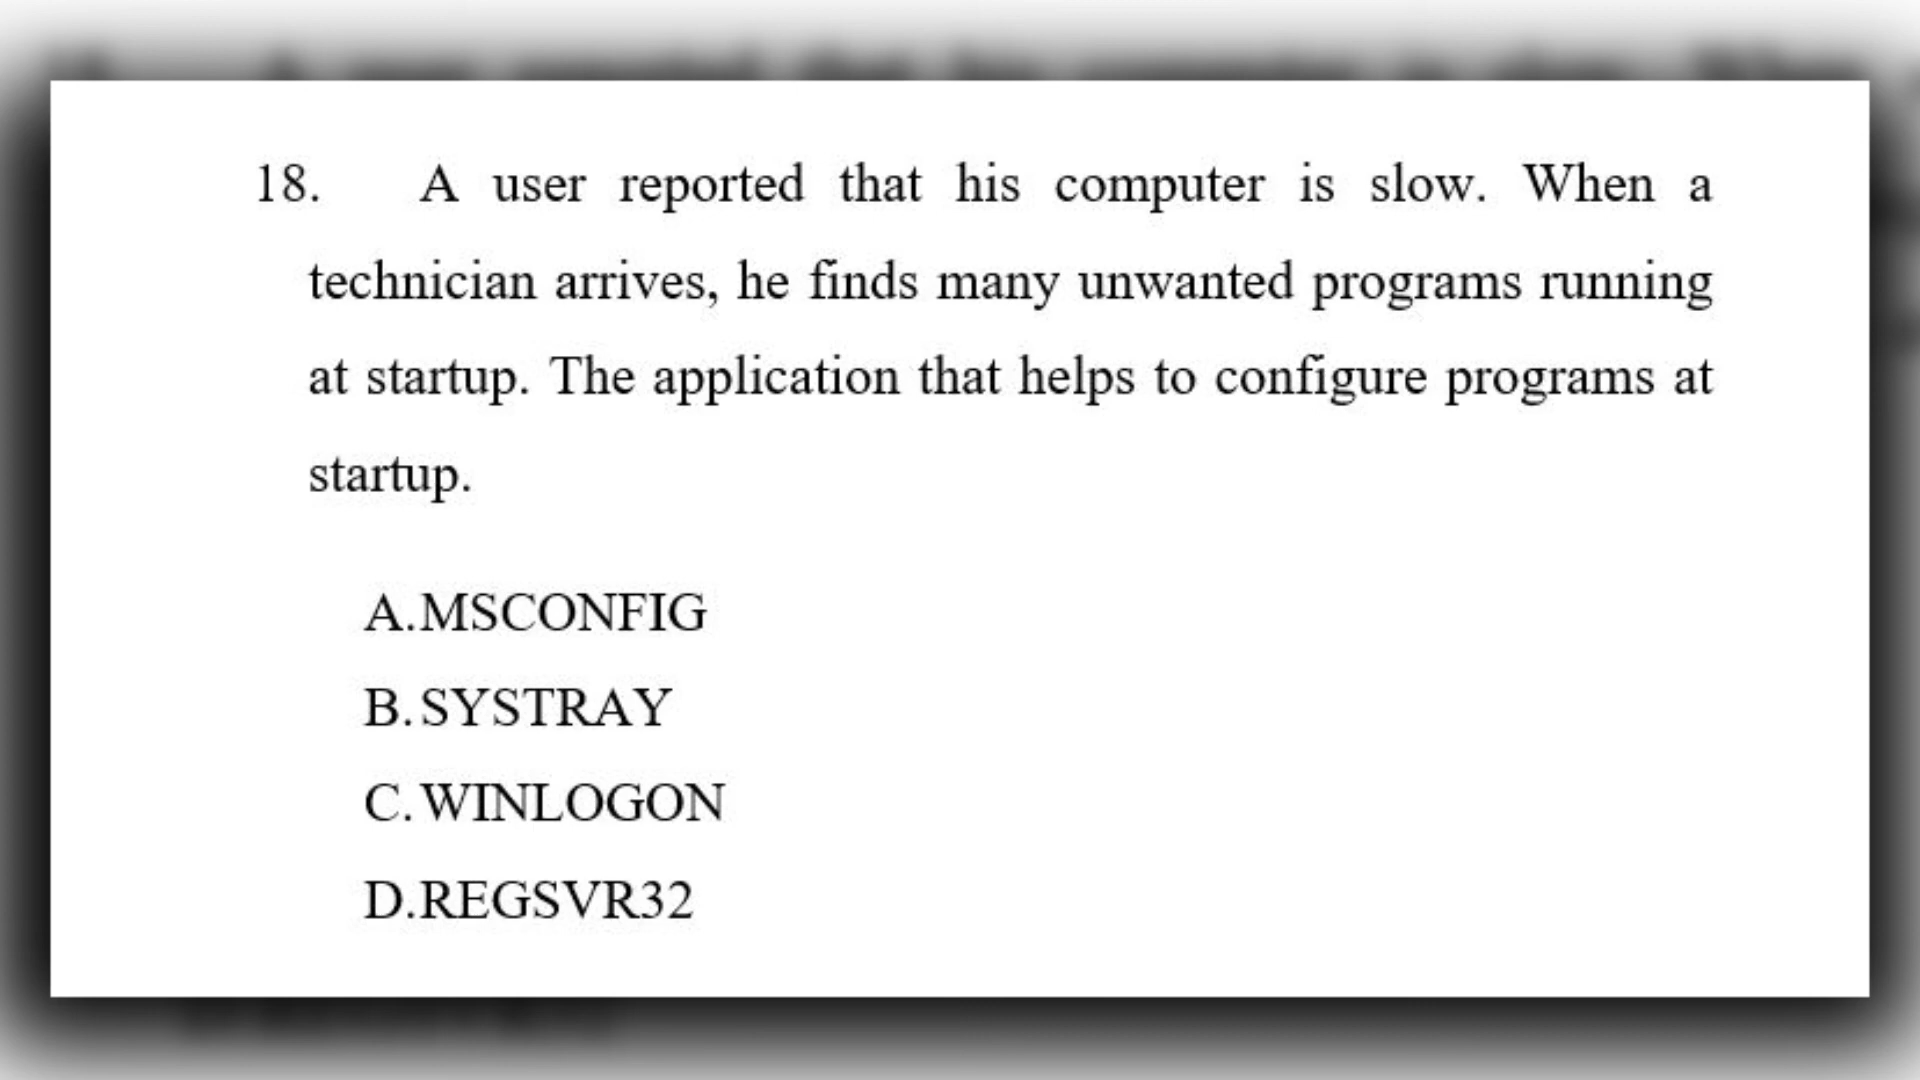 18. A user reported that his computer is slow. When a
technician arrives, he finds many unwanted programs running
at startup. The application that helps to configure programs at
startup.
A.MSCONFIG
B.SYSTRAY
C.WINLOGON
D.REGSVR32